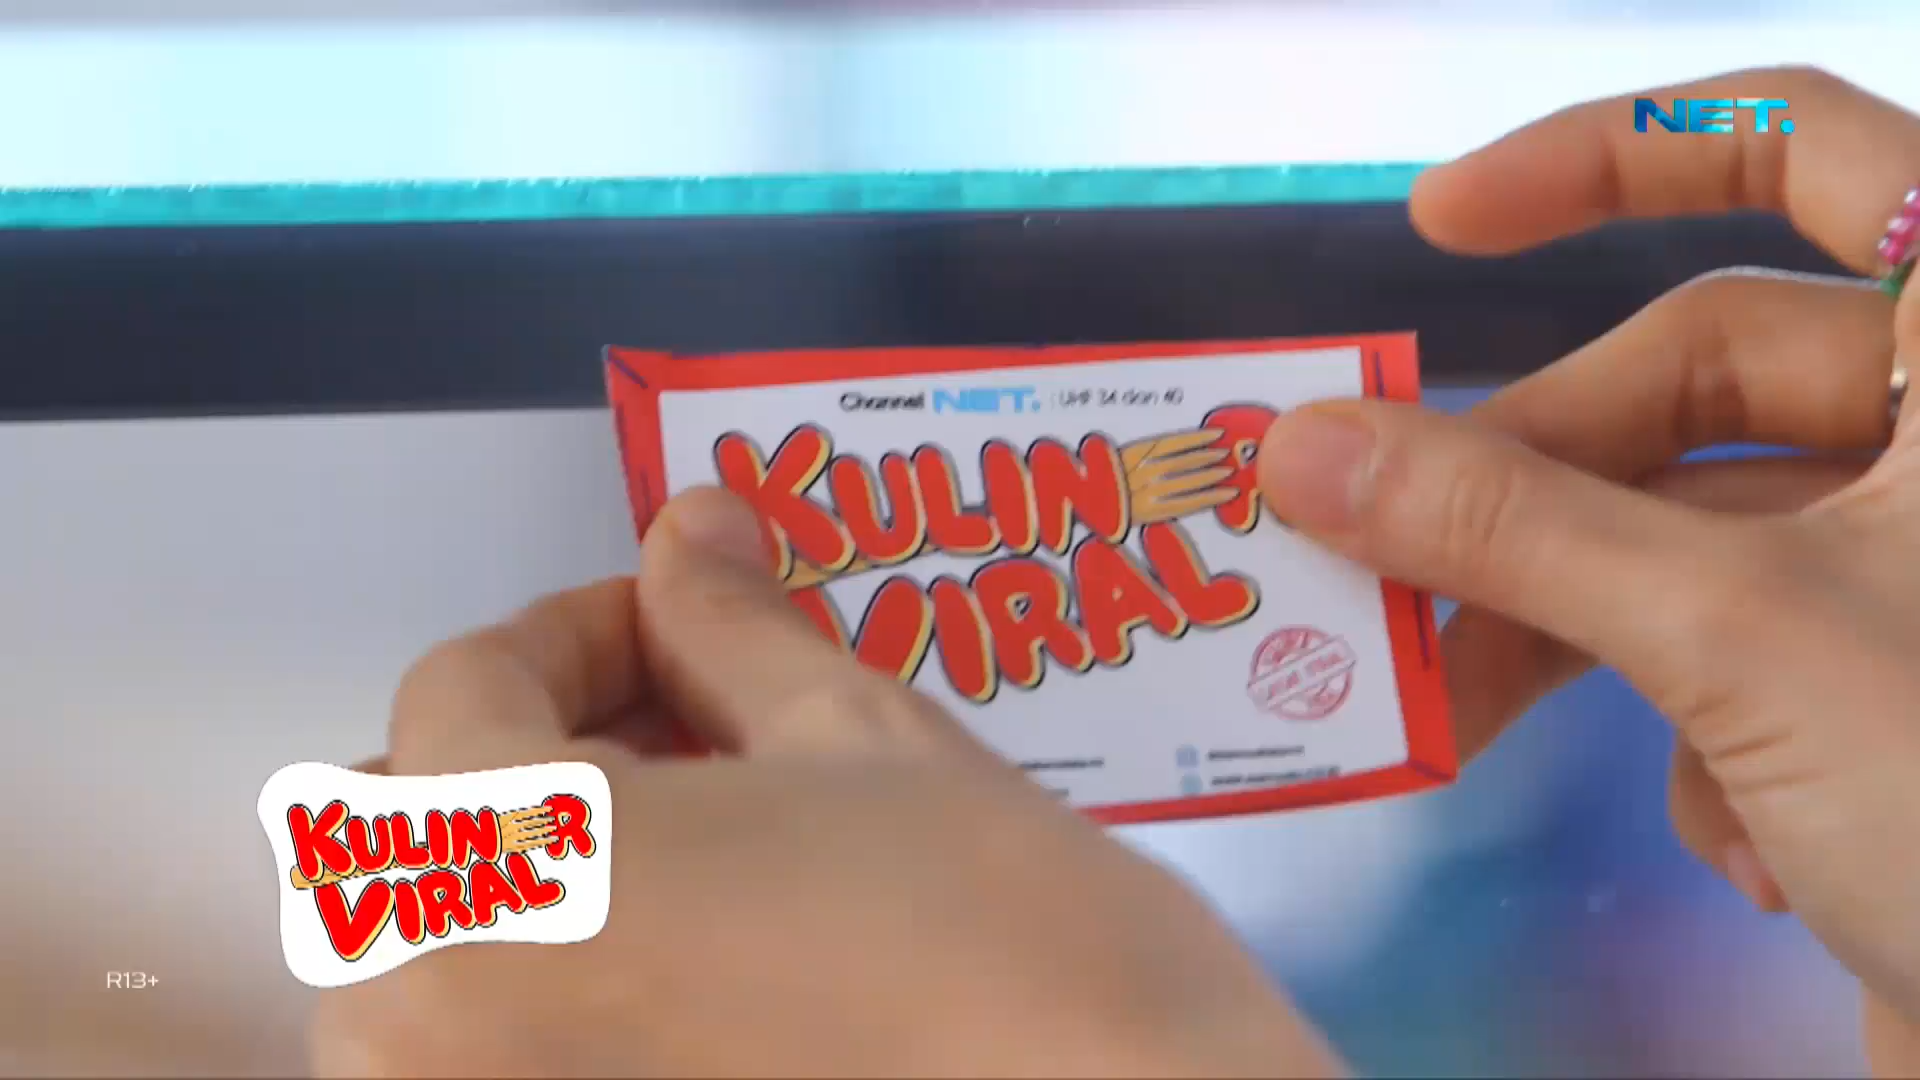 NET.
Channel NET. : UHF 34 dan 40
KULINER
VIRAL
KULINER
VIRAL
R13+